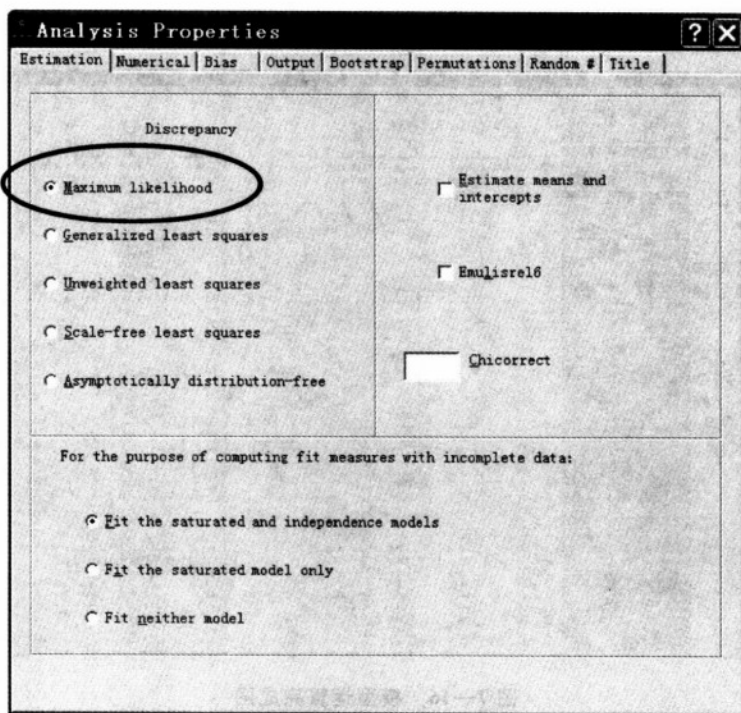 Analysis Properties
Estimation Numerical Bias Output Bootstrap Permutations Random # Title
Discrepancy
Maximum likelihood
Generalized least squares
Unweighted least squares
Scale-free least squares
Asymptotically distribution-free
Estimate means and
intercepts
Emulisrel6
Chicorrect
For the purpose of computing fit measures with incomplete data:
Fit the saturated and independence models
Fit the saturated model only
Fit neither model